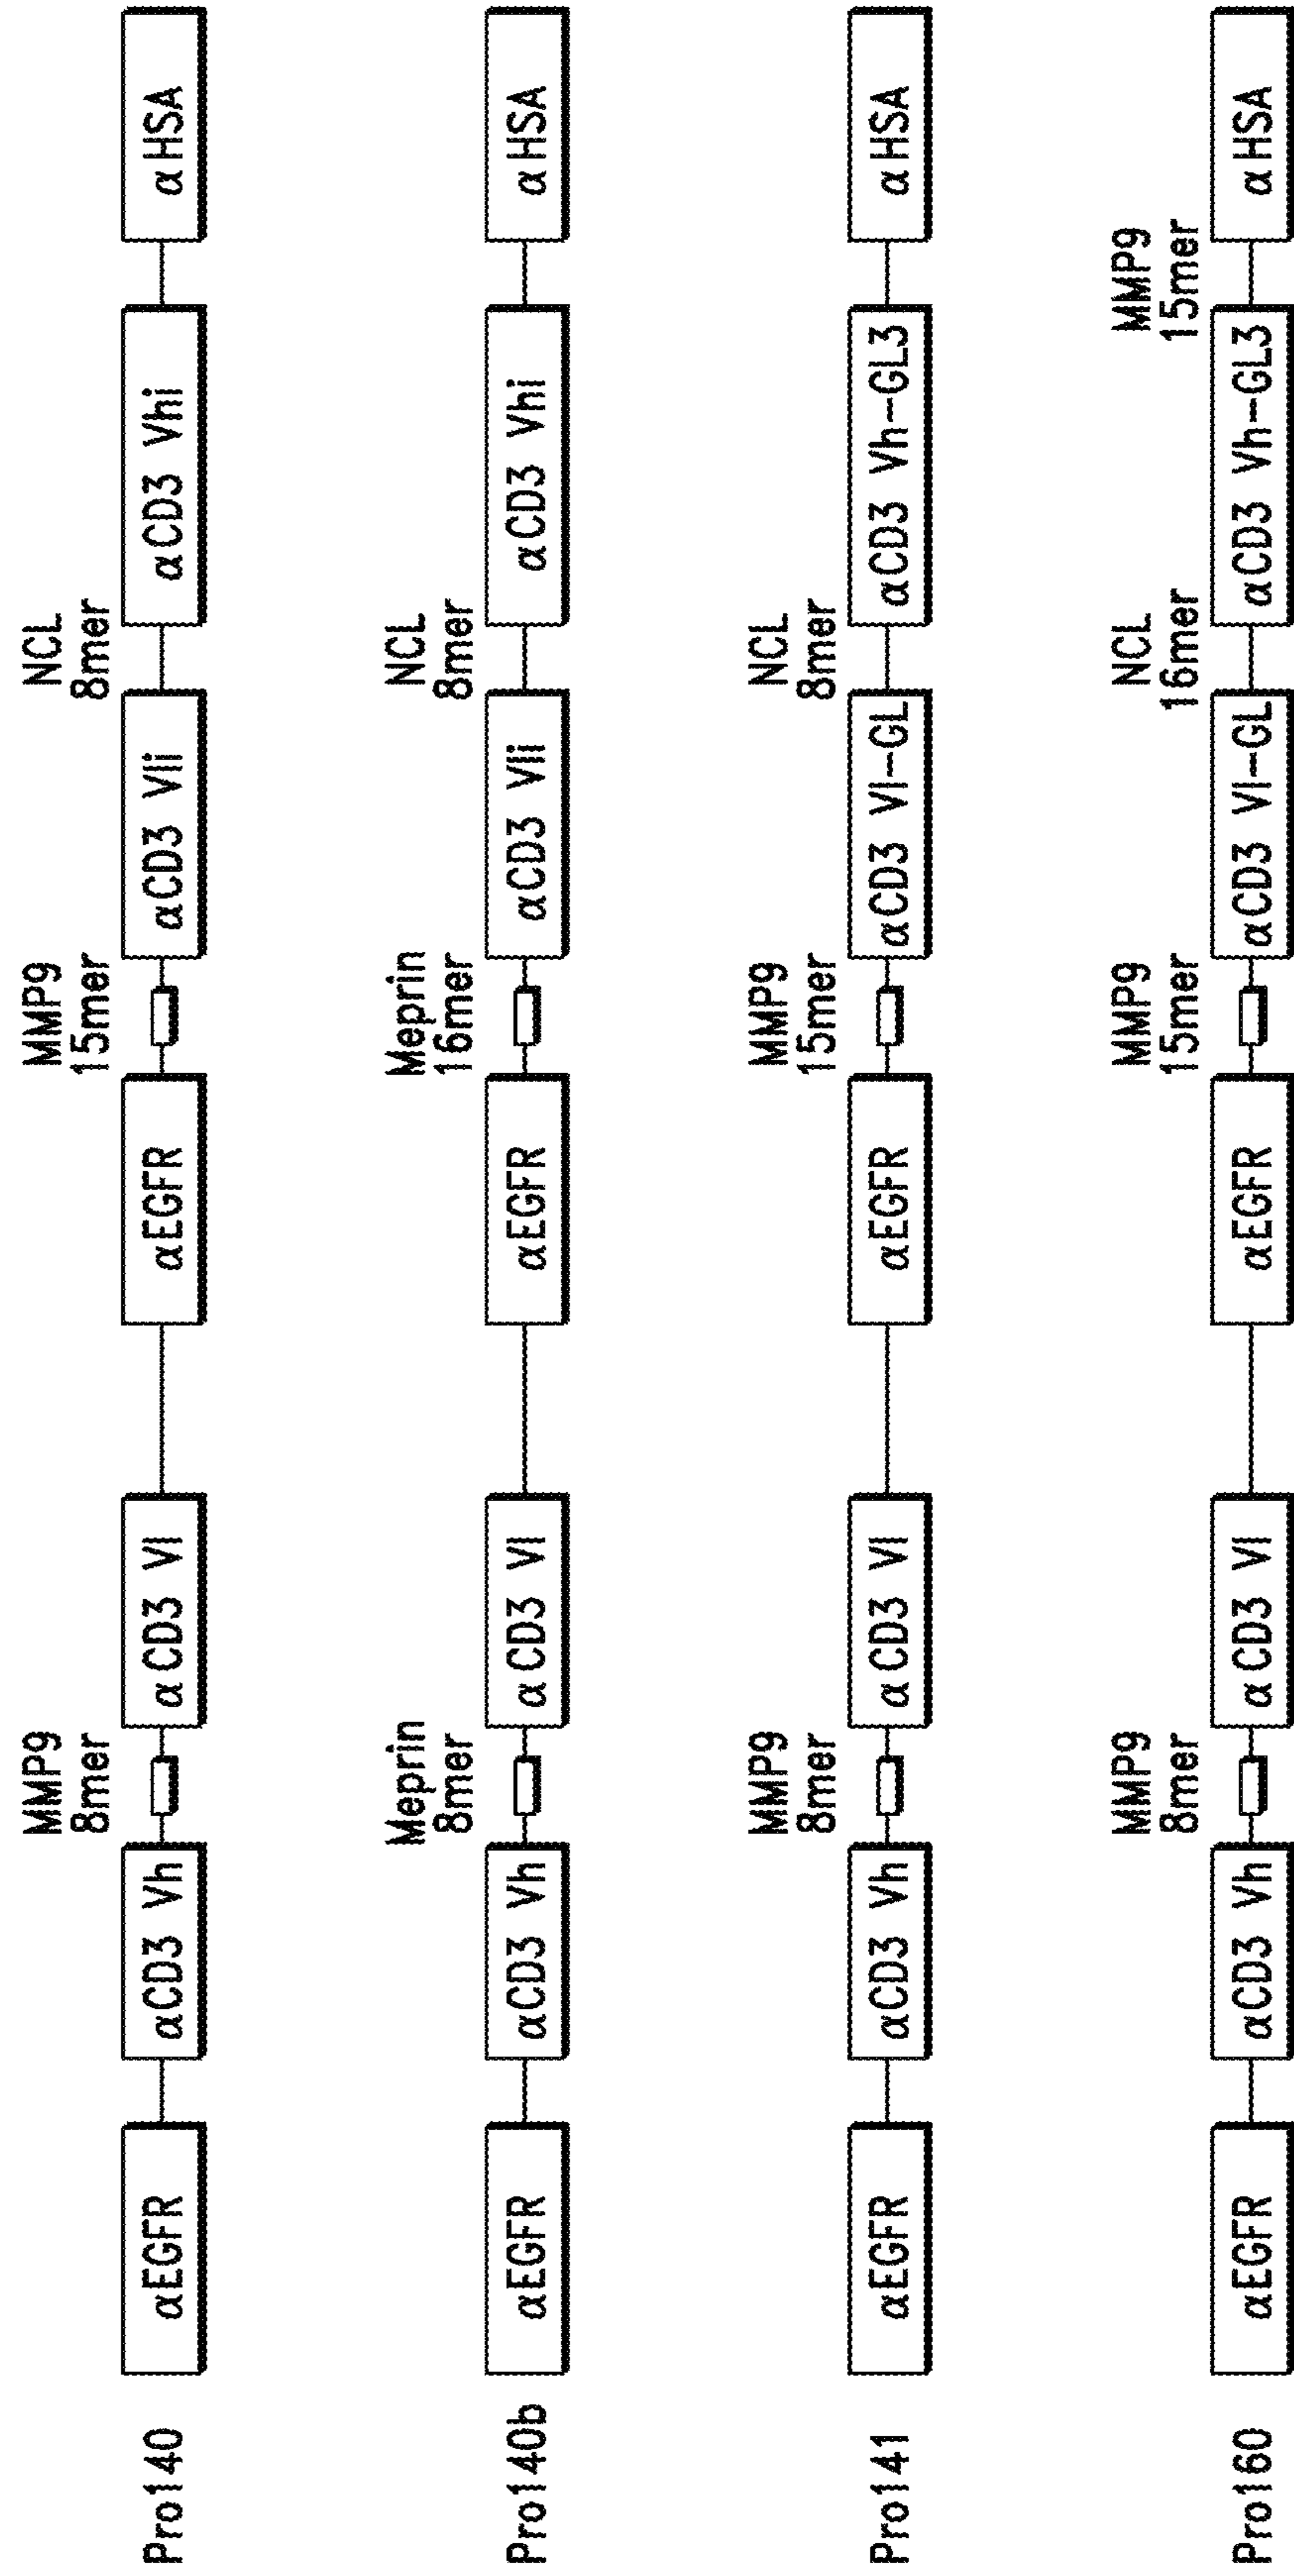 MMP9 MMP9 NCL
8mer 15mer 8mer
Pro140 αEGFR αCD3 Vh αCD3 Vl αEGFR αCD3 Vli αCD3 Vhi αHSA
Meprin Meprin NCL
8mer 16mer 8mer
Pro140b αEGFR αCD3 Vh αCD3 Vl αEGFR αCD3 Vli αCD3 Vhi αHSA
MMP9 MMP9 NCL
8mer 15mer 8mer
Pro141 αEGFR αCD3 Vh αCD3 Vl αEGFR αCD3 Vl-GL αCD3 Vh-GL3 αHSA
MMP9 MMP9 NCL MMP9
8mer 15mer 16mer 15mer
Pro160 αEGFR αCD3 Vh αCD3 Vl αEGFR αCD3 Vl-GL αCD3 Vh-GL3 αHSA